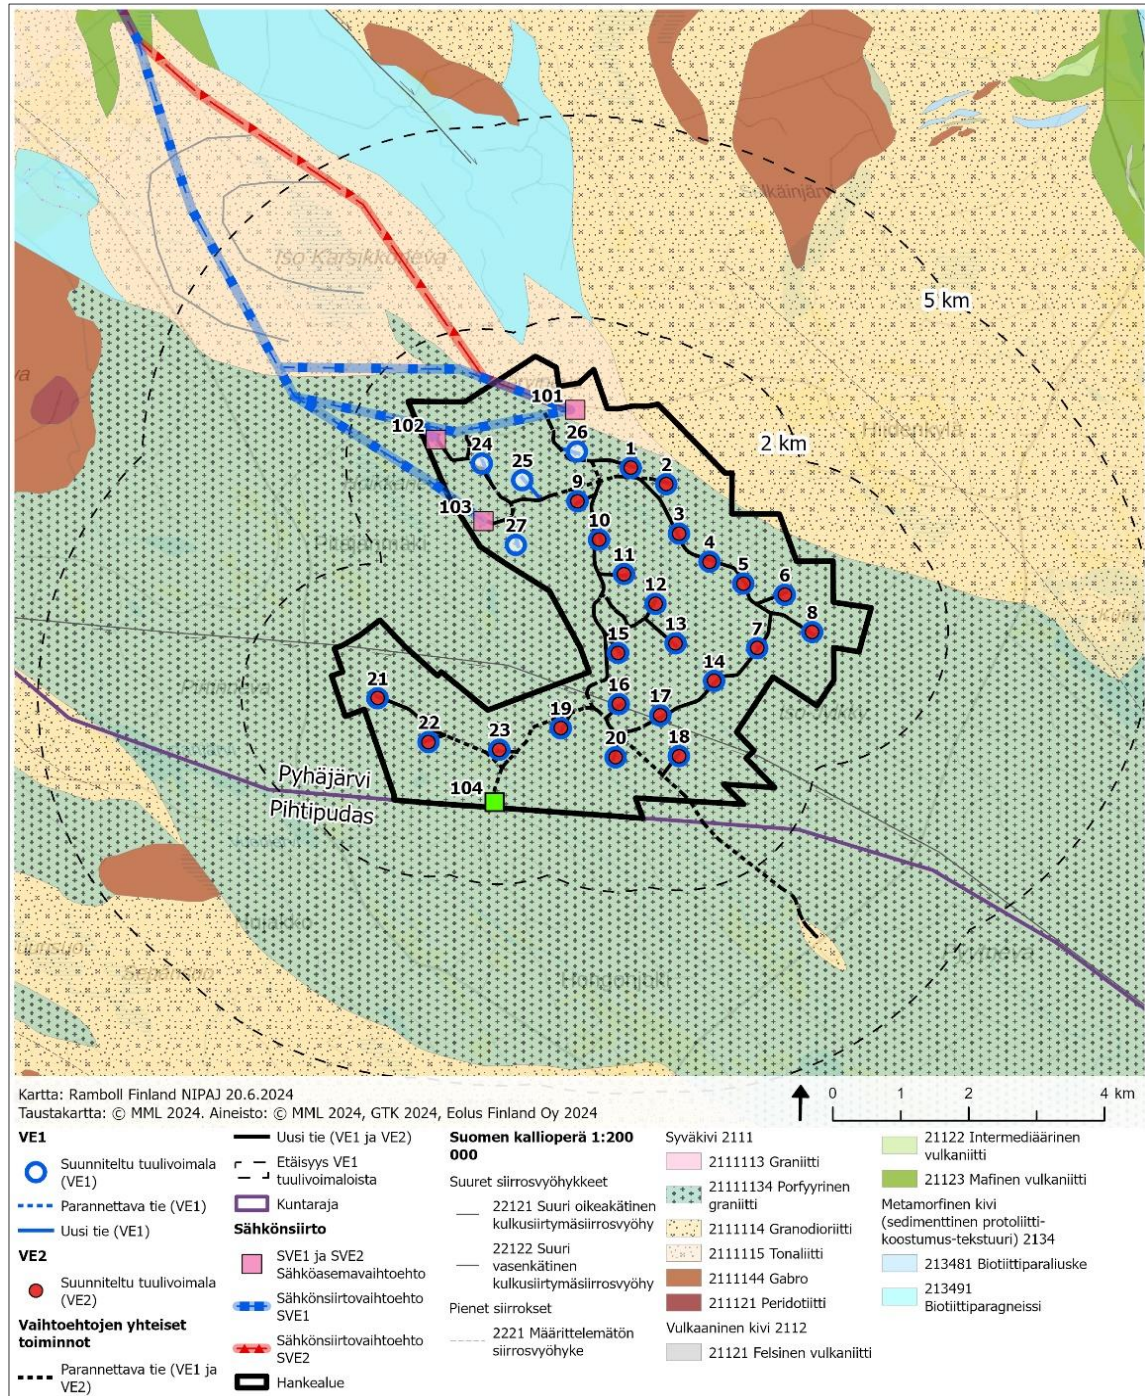 Sulkäinjärvi
Iso Karsikkoneva
5 km
Hiidenkylä
2 km
101
102
26
24
1
25
2
9
103
10
3
27
4
11
5
6
12
8
13
7
15
14
21
16
17
22
19
23
20
18
Pyhäjärvi
104
Pihtipudas
Kartta: Ramboll Finland NIPAJ 20.6.2024
Taustakartta: © MML 2024. Aineisto: © MML 2024, GTK 2024, Eolus Finland Oy 2024
0 1 2 4 km
VE1
Suunniteltu tuulivoimala
(VE1)
Parannettava tie (VE1)
Uusi tie (VE1)
VE2
Suunniteltu tuulivoimala
(VE2)
Vaihtoehtojen yhteiset
toiminnot
Parannettava tie (VE1 ja
VE2)
Uusi tie (VE1 ja VE2)
Etäisyys VE1
tuulivoimaloista
Kuntaraja
Sähkönsiirto
SVE1 ja SVE2
Sähköasemavaihtoehto
Sähkönsiirtovaihtoehto
SVE1
Sähkönsiirtovaihtoehto
SVE2
Hankealue
Suomen kallioperä 1:200
000
Suuret siirrosvyöhykkeet
22121 Suuri oikeakätinen
kulkusiirtymäsiirrosvyöhy
22122 Suuri
vasenkätinen
kulkusiirtymäsiirrosvyöhy
Pienet siirrokset
2221 Määrittelemätön
siirrosvyöhyke
Syväkivi 2111
2111113 Graniitti
21111134 Porfyyrinen
graniitti
2111114 Granodioriitti
2111115 Tonaliitti
2111144 Gabro
211121 Peridotiitti
Vulkaaninen kivi 2112
21121 Felsinen vulkaniitti
21122 Intermediäärinen
vulkaniitti
21123 Mafinen vulkaniitti
Metamorfinen kivi
(sedimenttinen protoliitti-
koostumus-tekstuuri) 2134
213481 Biotiittiparaliuske
213491
Biotiittiparagneissi